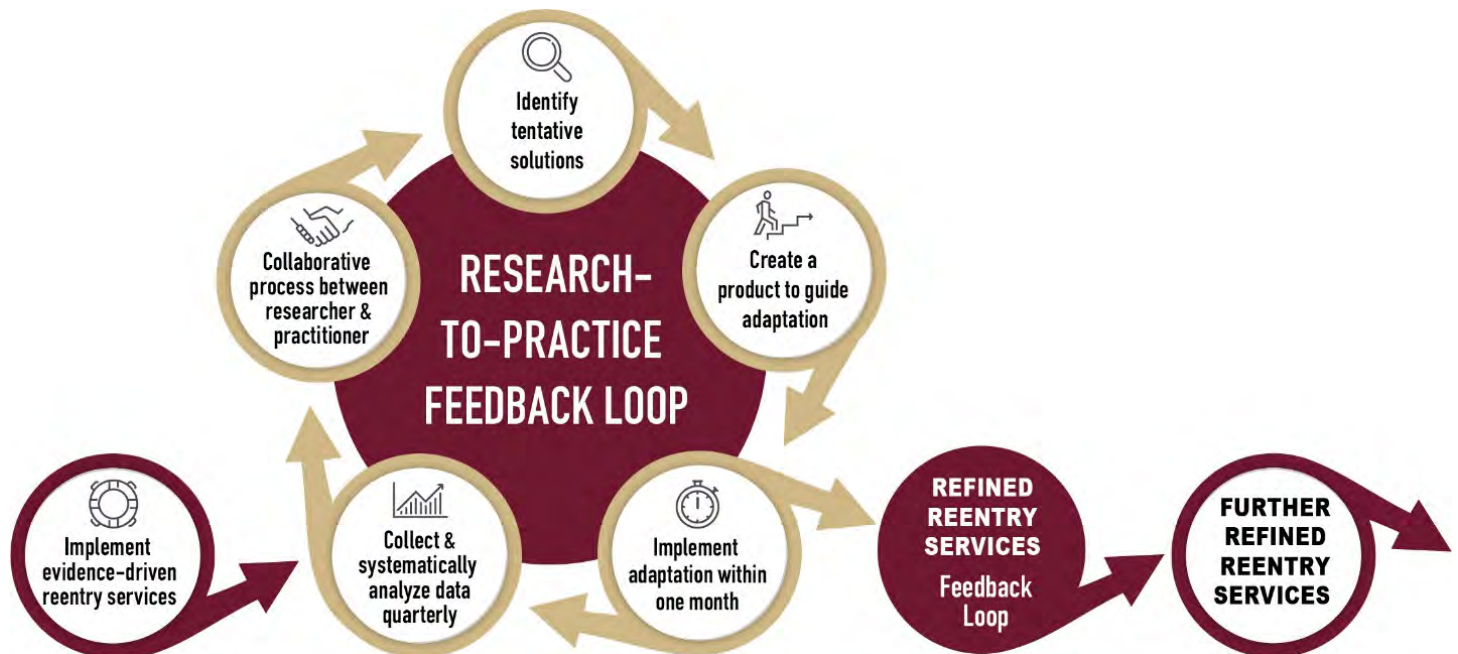 Identify
tentative
solutions
Collaborative
process between
researcher &
practitioner
Create a
product to guide
adaptation
RESEARCH-
TO-PRACTICE
FEEDBACK LOOP
Implement
evidence-driven
reentry services
Collect &
systematically
analyze data
quarterly
Implement
adaptation within
one month
REFINED
REENTRY
SERVICES
Feedback
Loop
FURTHER
REFINED
REENTRY
SERVICES